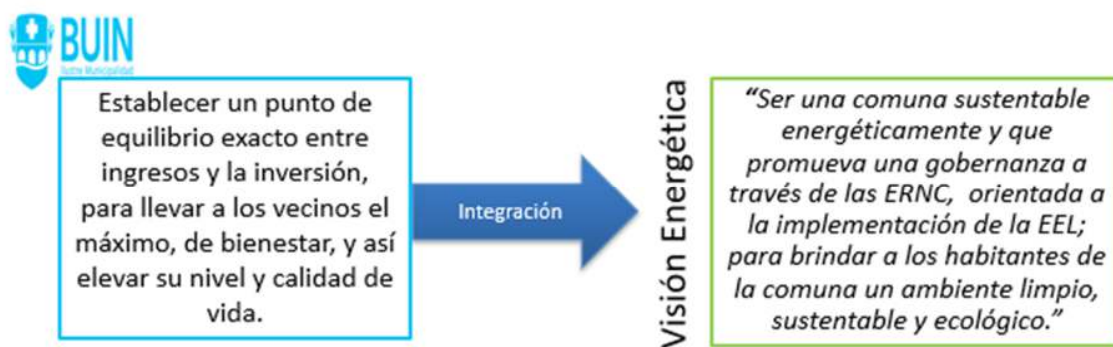 BUIN
Ilustre Municipalidad
Establecer un punto de
equilibrio exacto entre
ingresos y la inversión,
para llevar a los vecinos el
máximo, de bienestar, y así
elevar su nivel y calidad de
vida.
Integración
Visión Energética
“Ser una comuna sustentable
energéticamente y que
promueva una gobernanza a
través de las ERNC, orientada a
la implementación de la EEL;
para brindar a los habitantes de
la comuna un ambiente limpio,
sustentable y ecológico.”